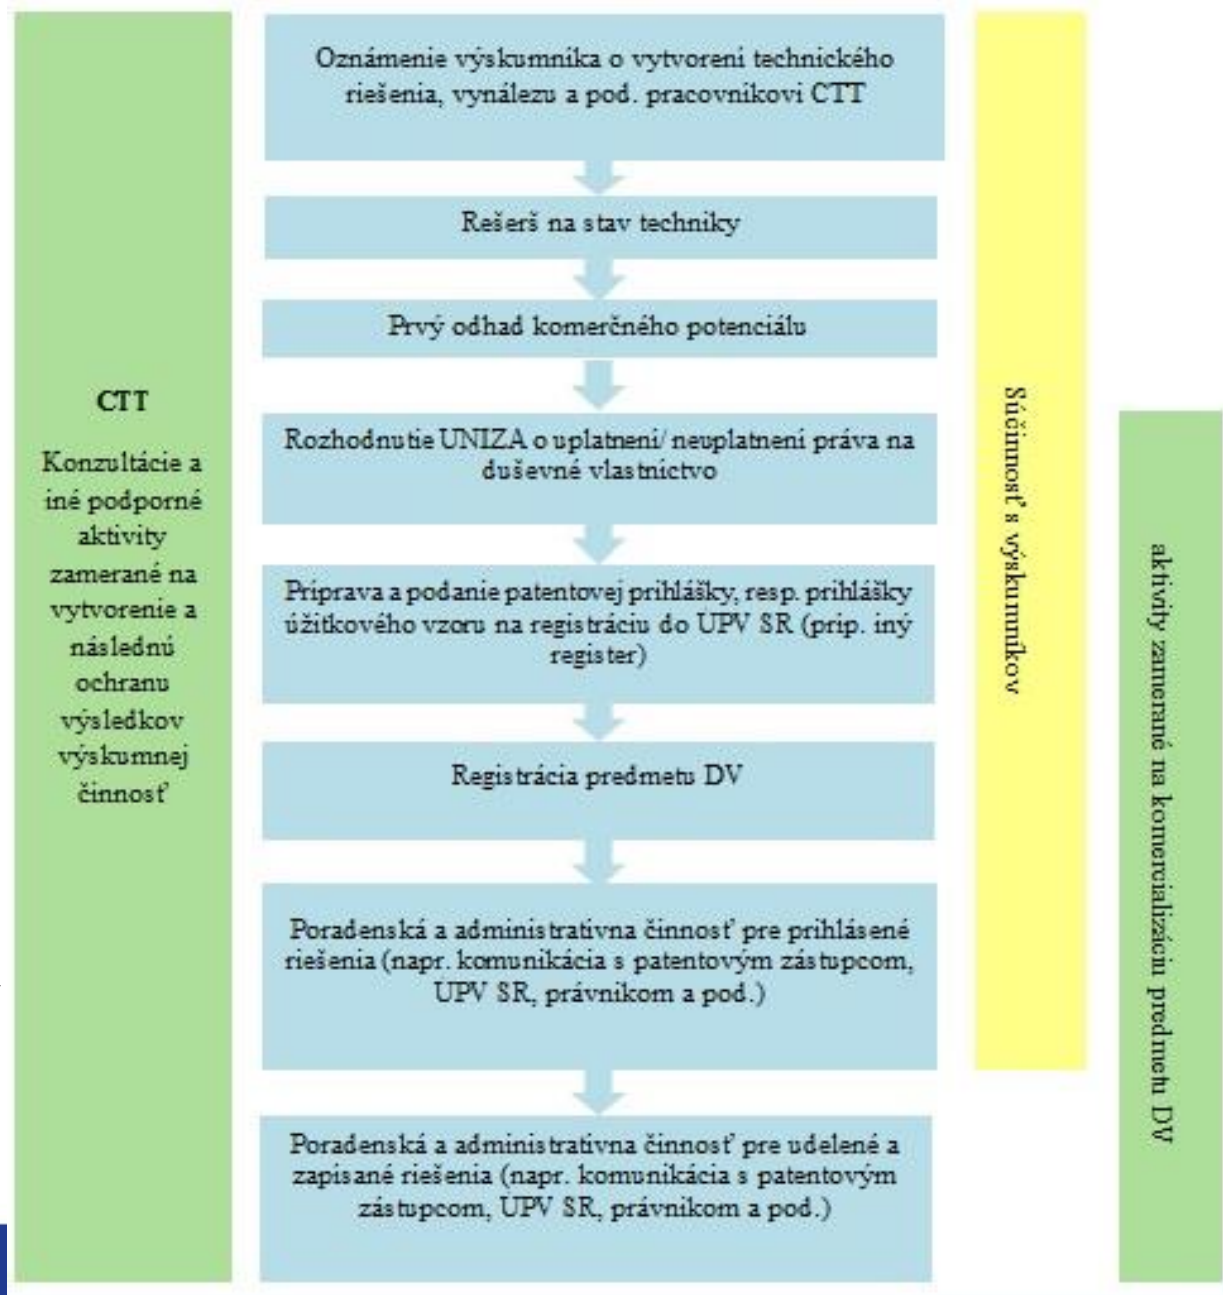 CTT
Konzultácie a
iné podporné
aktivity
zamerané na
vytvorenie a
následnú
ochranu
výsledkov
výskumnej
činnosť
Oznámenie výskumníka o vytvorení technického
riešenia, vynálezu a pod. pracovníkovi CTT
Rešerš na stav techniky
Prvý odhad komerčného potenciálu
Rozhodnutie UNIZA o uplatnení/ neuplatnení práva na
duševné vlastníctvo
Príprava a podanie patentovej prihlášky, resp. prihlášky
úžitkového vzoru na registráciu do UPV SR (príp. iný
register)
Registrácia predmetu DV
Poradenská a administratívna činnosť pre prihlásené
riešenia (napr. komunikácia s patentovým zástupcom,
UPV SR, právnikom a pod.)
Poradenská a administratívna činnosť pre udelené a
zapísané riešenia (napr. komunikácia s patentovým
zástupcom, UPV SR, právnikom a pod.)
Súčinnosť s výskumníkov
aktivity zamerané na komercializáciu predmetu DV